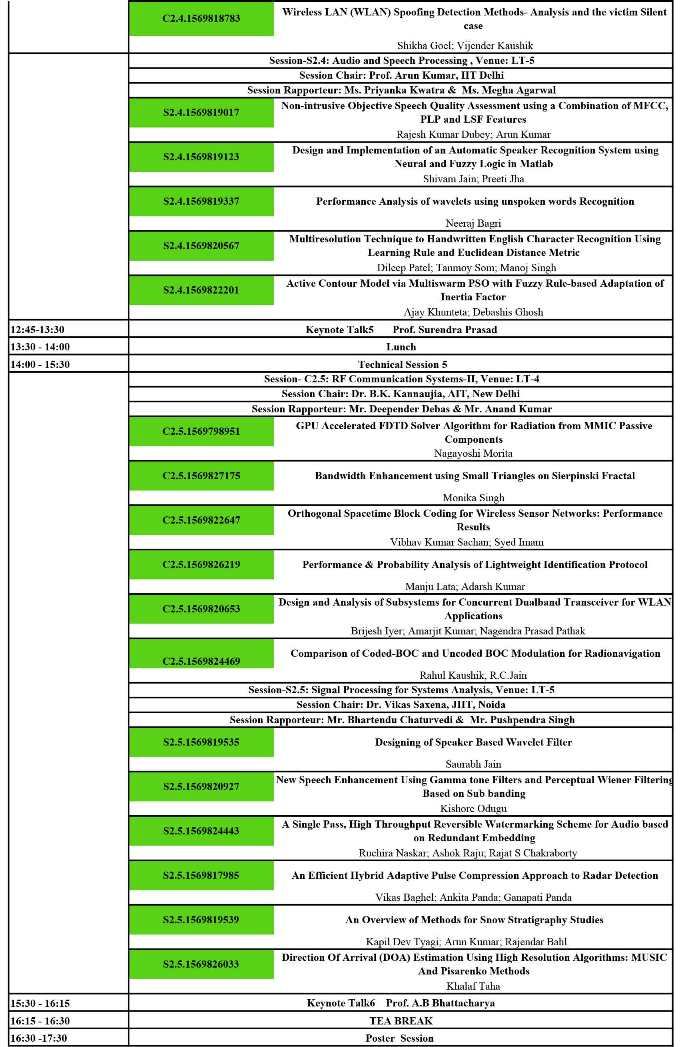 C2.4.1569818783
Wireless LAN (WLAN) Spoofing Detection Methods- Analysis and the victim Silent
case
Shikha Goel; Vijender Kaushik
Session-S2.4: Audio and Speech Processing , Venue: LT-5
Session Chair: Prof. Arun Kumar, IIT Delhi
Session Rapporteur: Ms. Priyanka Kwatra & Ms. Megha Agarwal
S2.4.1569819017
Non-intrusive Objective Speech Quality Assessment using a Combination of MFCC,
PLP and LSF Features
Rajesh Kumar Dubey; Arun Kumar
S2.4.1569819123
Design and Implementation of an Automatic Speaker Recognition System using
Neural and Fuzzy Logic in Matlab
Shivam Jain; Preeti Jha
S2.4.1569819337
Performance Analysis of wavelets using unspoken words Recognition
Neeraj Bagri
S2.4.1569820567
Multiresolution Technique to Handwritten English Character Recognition Using
Learning Rule and Euclidean Distance Metric
Dileep Patel; Tanmoy Som; Manoj Singh
S2.4.1569822201
Active Contour Model via Multiswarm PSO with Fuzzy Rule-based Adaptation of
Inertia Factor
Ajay Khunteta; Debashis Ghosh
12:45-13:30 Keynote Talk5 Prof. Surendra Prasad
13:30 - 14:00 Lunch
14:00 - 15:30 Technical Session 5
Session- C2.5: RF Communication Systems-II, Venue: LT-4
Session Chair: Dr. B.K. Kannaujia, AIT, New Delhi
Session Rapporteur: Mr. Deepender Debas & Mr. Anand Kumar
C2.5.1569798951
GPU Accelerated FDTD Solver Algorithm for Radiation from MMIC Passive
Components
Nagayoshi Morita
C2.5.1569827175
Bandwidth Enhancement using Small Triangles on Sierpinski Fractal
Monika Singh
C2.5.1569822647
Orthogonal Spacetime Block Coding for Wireless Sensor Networks: Performance
Results
Vibhav Kumar Sachan; Syed Imam
C2.5.1569826219
Performance & Probability Analysis of Lightweight Identification Protocol
Manju Lata; Adarsh Kumar
C2.5.1569820653
Design and Analysis of Subsystems for Concurrent Dualband Transceiver for WLAN
Applications
Brijesh Iyer; Amarjit Kumar; Nagendra Prasad Pathak
C2.5.1569824469
Comparison of Coded-BOC and Uncoded BOC Modulation for Radionavigation
Rahul Kaushik, R.C.Jain
Session-S2.5: Signal Processing for Systems Analysis, Venue: LT-5
Session Chair: Dr. Vikas Saxena, JIIT, Noida
Session Rapporteur: Mr. Bhartendu Chaturvedi & Mr. Pushpendra Singh
S2.5.1569819535
Designing of Speaker Based Wavelet Filter
Saurabh Jain
S2.5.1569820927
New Speech Enhancement Using Gamma tone Filters and Perceptual Wiener Filtering
Based on Sub banding
Kishore Odugu
S2.5.1569824443
A Single Pass, High Throughput Reversible Watermarking Scheme for Audio based
on Redundant Embedding
Ruchira Naskar; Ashok Raju; Rajat S Chakraborty
S2.5.1569817985
An Efficient Hybrid Adaptive Pulse Compression Approach to Radar Detection
Vikas Baghel; Ankita Panda; Ganapati Panda
S2.5.1569819539
An Overview of Methods for Snow Stratigraphy Studies
Kapil Dev Tyagi; Arun Kumar; Rajendar Bahl
S2.5.1569826033
Direction Of Arrival (DOA) Estimation Using High Resolution Algorithms: MUSIC
And Pisarenko Methods
Khalaf Taha
15:30 - 16:15 Keynote Talk6 Prof. A.B Bhattacharya
16:15 - 16:30 TEA BREAK
16:30 -17:30 Poster Session